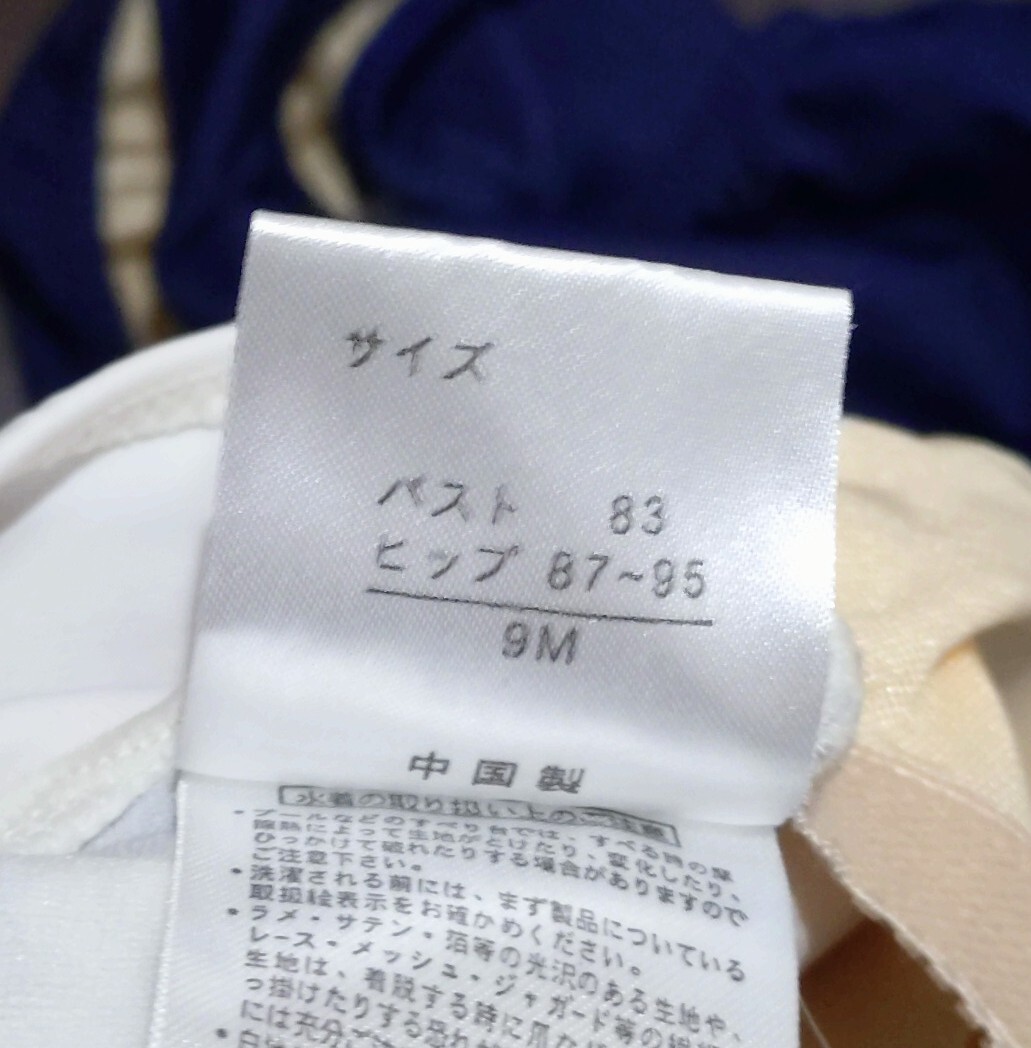 サイズ
バスト 83
ヒップ 87~95
9M
中国製
水着の取り扱い上のご注意
・プールなどのすべり台では、すべる時の摩
擦熱によって生地がとけたり、変化したり、
ひっかけて破れたりする場合がありますので
ご注意下さい。
・洗濯される前には、まず製品についている
取扱絵表示をお確かめください。
・ラメ・サテン・箔等の光沢のある生地や、
レース・メッシュ・ジャガード等の
生地は、着脱する時に爪
っ掛けたりする恐れ
には充分